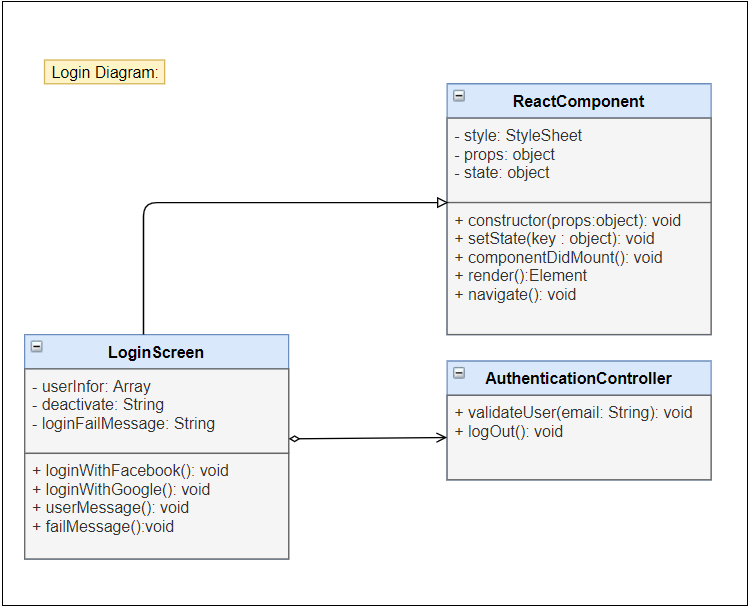 Login Diagram:
ReactComponent
- style: StyleSheet
- props: object
- state: object
+ constructor(props:object): void
+ setState(key : object): void
+ componentDidMount(): void
+ render():Element
+ navigate(): void
LoginScreen
- userInfor: Array
- deactivate: String
- loginFailMessage: String
+ loginWithFacebook(): void
+ loginWithGoogle(): void
+ userMessage(): void
+ failMessage():void
AuthenticationController
+ validateUser(email: String): void
+ logOut(): void